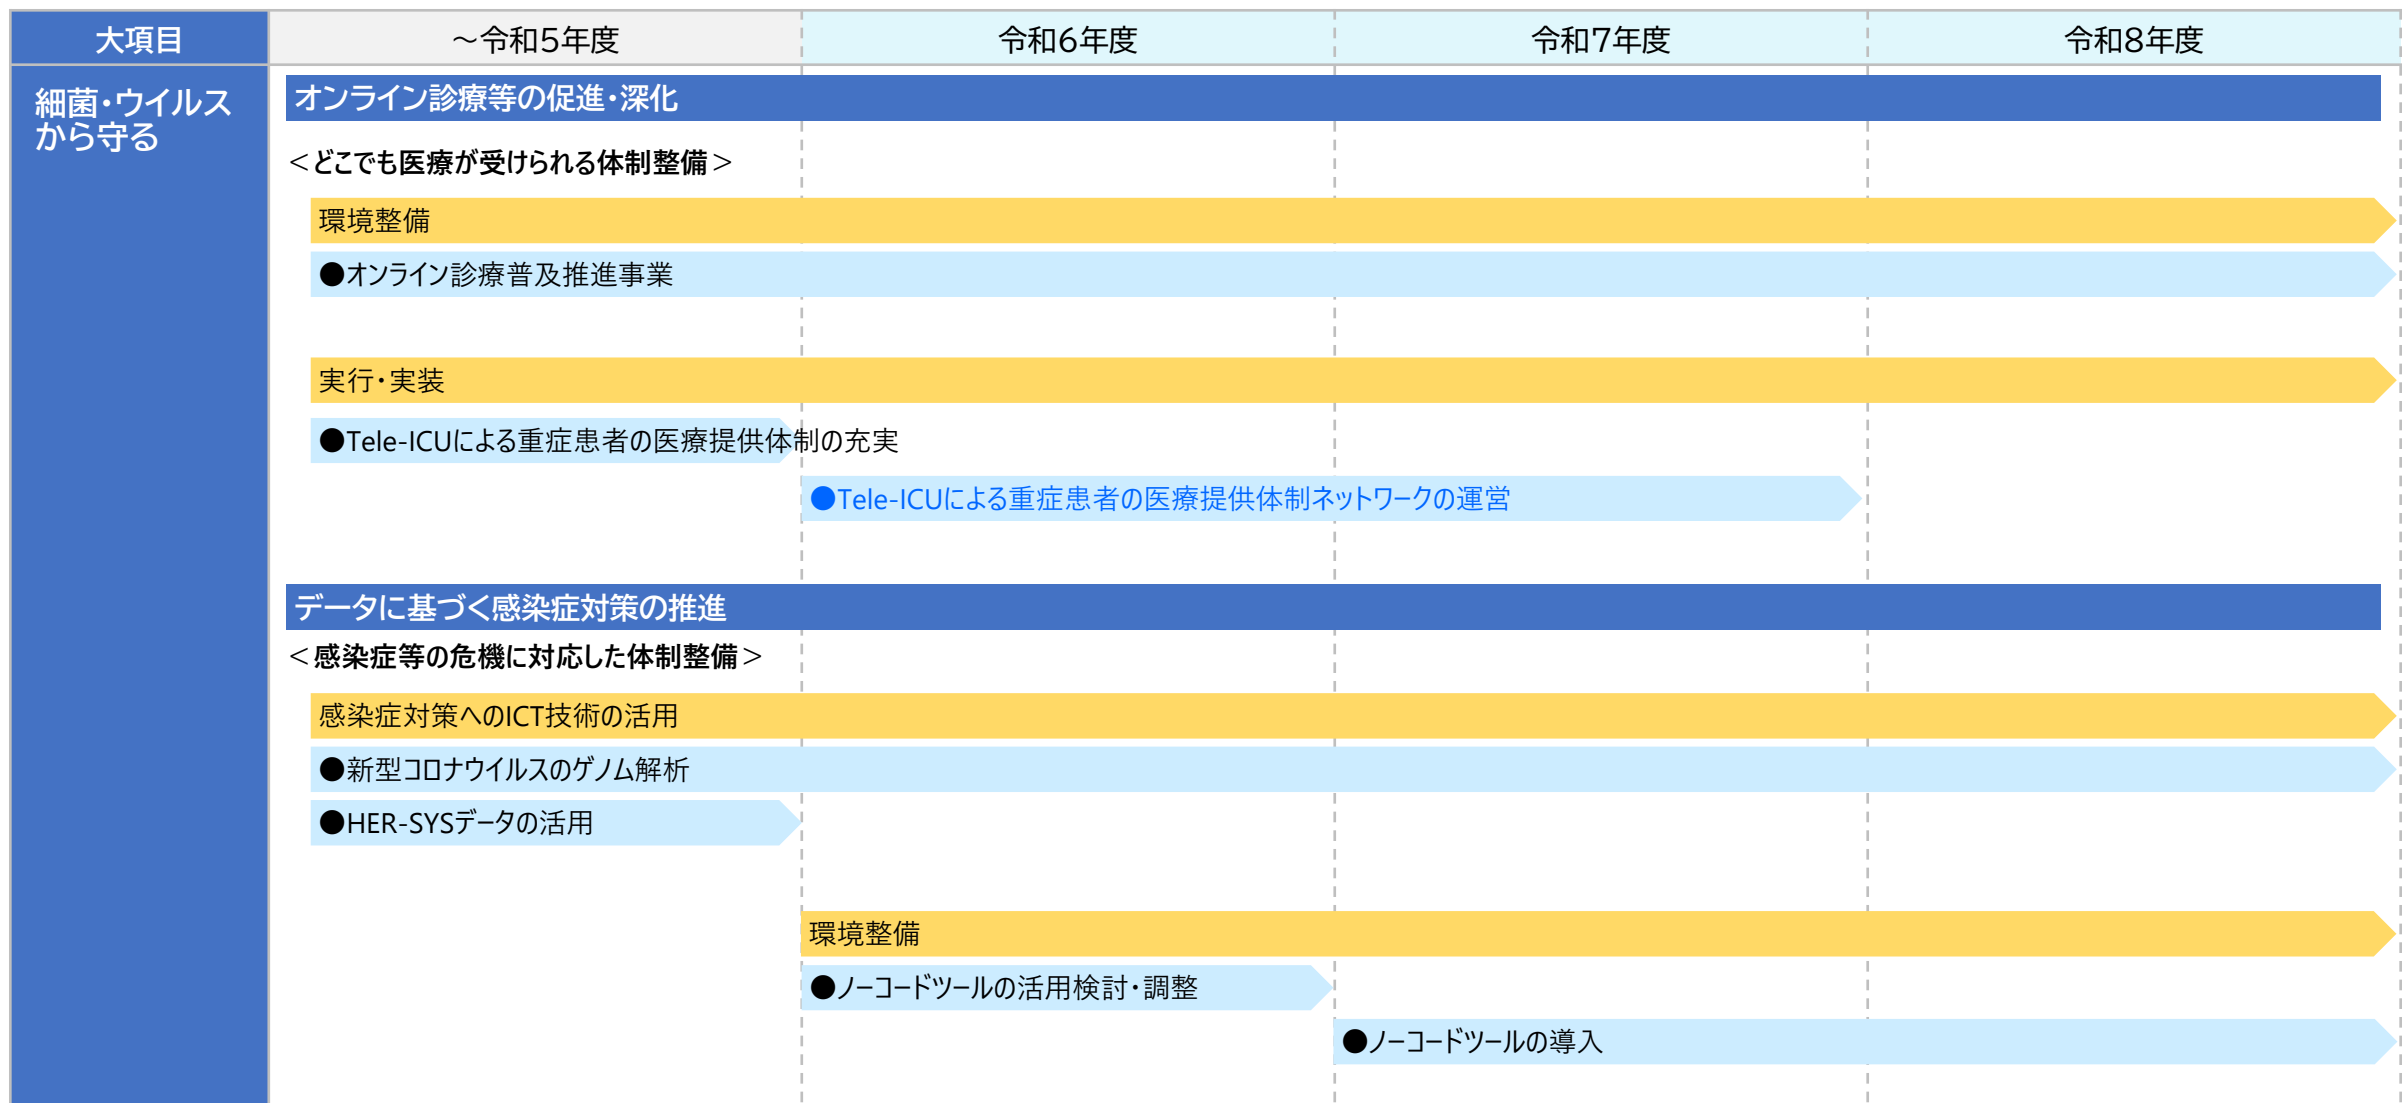 大項目
～令和5年度
令和6年度
令和7年度
令和8年度
細菌・ウイルス
から守る
オンライン診療等の促進・深化
＜どこでも医療が受けられる体制整備＞
環境整備
●オンライン診療普及推進事業
実行・実装
●Tele-ICUによる重症患者の医療提供体制の充実
●Tele-ICUによる重症患者の医療提供体制ネットワークの運営
データに基づく感染症対策の推進
＜感染症等の危機に対応した体制整備＞
感染症対策へのICT技術の活用
●新型コロナウイルスのゲノム解析
●HER-SYSデータの活用
環境整備
●ノーコードツールの活用検討・調整
●ノーコードツールの導入